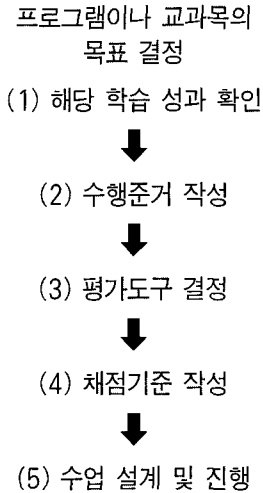 프로그램이나 교과목의
목표 결정
(1) 해당 학습 성과 확인
(2) 수행준거 작성
(3) 평가도구 결정
(4) 채점기준 작성
(5) 수업 설계 및 진행